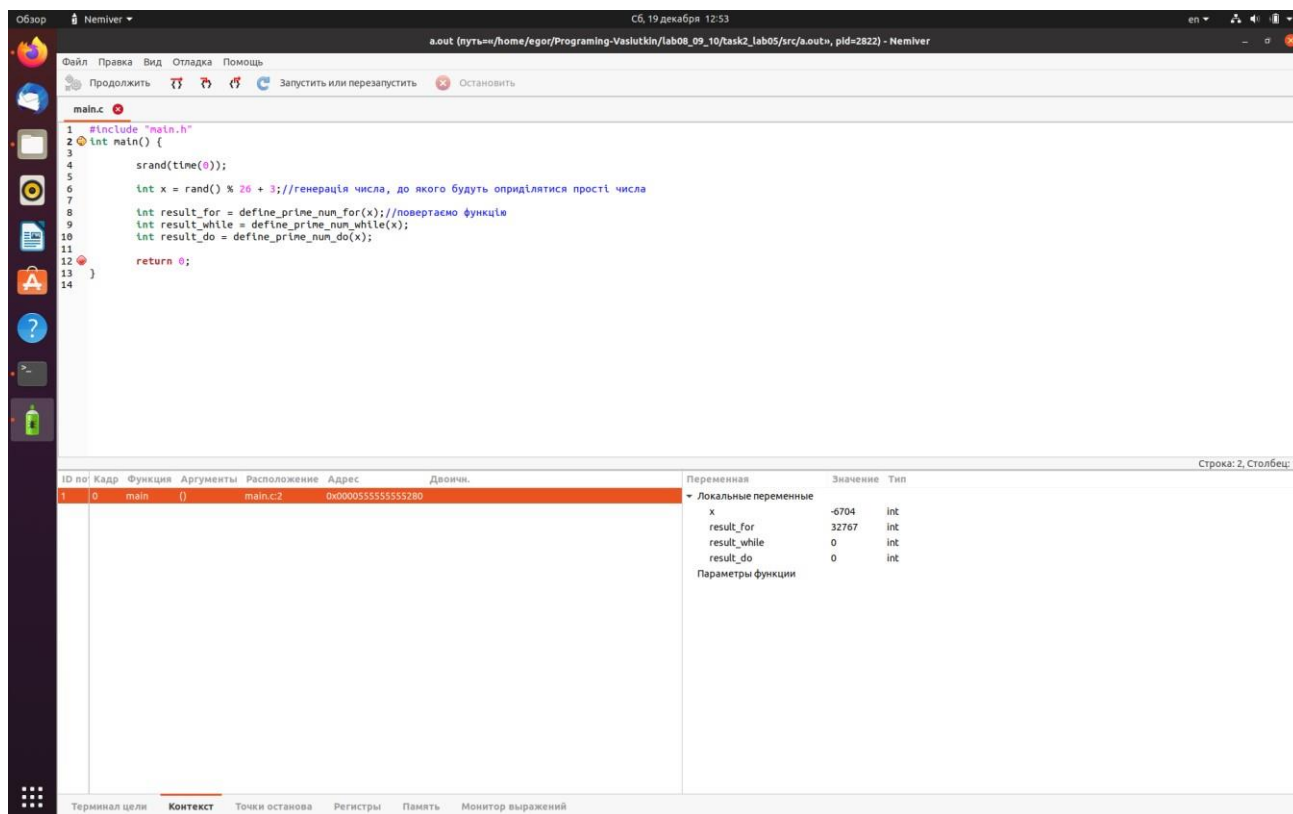 Обзор Nemiver Сб, 19 декабря 12:53 en
a.out (путь=«/home/egor/Programing-Vasiutkin/lab08_09_10/task2_lab05/src/a.out», pid=2822) - Nemiver
Файл Правка Вид Отладка Помощь
Продолжить Запустить или перезапустить Остановить
main.c
1 #include "main.h"
2 int main() {
3
4 srand(time(0));
5
6 int x = rand() % 26 + 3;//генерація числа, до якого будуть оприділятися прості числа
7
8 int result_for = define_prime_num_for(x);//повертаємо функцію
9 int result_while = define_prime_num_while(x);
10 int result_do = define_prime_num_do(x);
11
12 return 0;
13 }
14
Строка: 2, Столбец:
ID по Кадр Функция Аргументы Расположение Адрес Двоичн. Переменная Значение Тип
1 0 main () main.c:2 0x0000555555555280
Локальные переменные
x -6704 int
result_for 32767 int
result_while 0 int
result_do 0 int
Параметры функции
Терминал цели Контекст Точки останова Регистры Память Монитор выражений